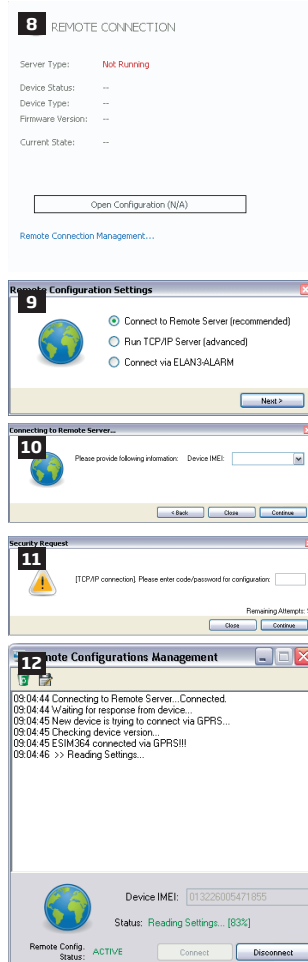 8 REMOTE CONNECTION
Server Type: Not Running
Device Status: --
Device Type: --
Firmware Version: --
Current State: --
Open Configuration (N/A)
Remote Connection Management...
9 Remote Configuration Settings
Connect to Remote Server (recommended)
Run TCP/IP Server (advanced)
Connect via ELAN3-ALARM
Next >
Connecting to Remote Server...
10
Please provide following information: Device IMEI:
< Back Close Continue
Security Request
11
[TCP/IP connection]. Please enter code/password for configuration:
Remaining Attempts:
Close Continue
12 Remote Configurations Management
09:04:44 Connecting to Remote Server...Connected.
09:04:44 Waiting for response from device...
09:04:45 New device is trying to connect via GPRS...
09:04:45 Checking device version...
09:04:45 ESIM364 connected via GPRS!!!
09:04:46 >> Reading Settings...
Device IMEI: 013226005471855
Status: Reading Settings... [83%]
Remote Config.
Status: ACTIVE Connect Disconnect